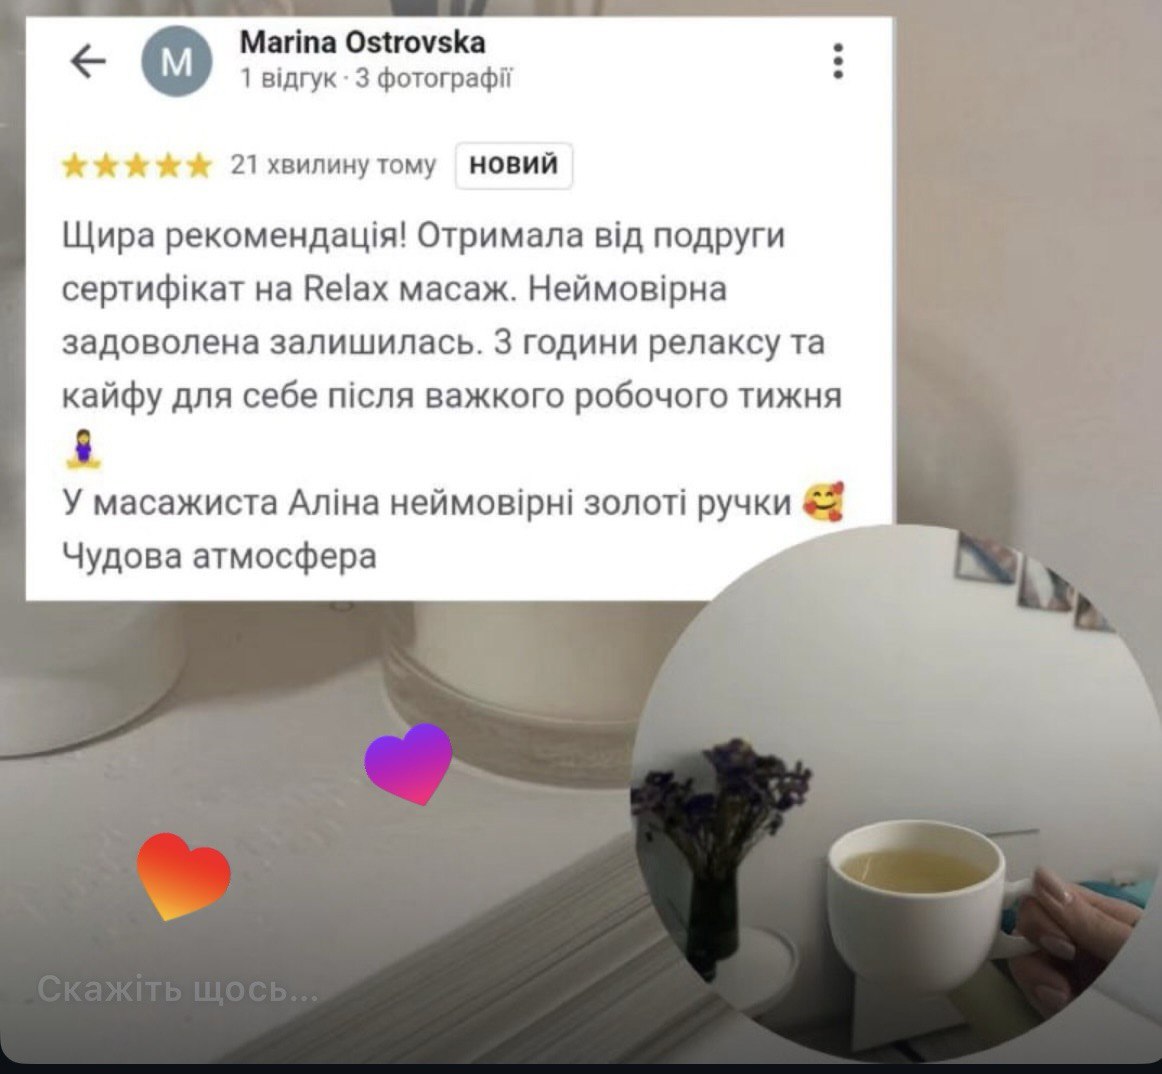 M
Marina Ostrovska
1 відгук · 3 фотографії
21 хвилину тому
НОВИЙ
Щира рекомендація! Отримала від подруги
сертифікат на Relax масаж. Неймовірна
задоволена залишилась. 3 години релаксу та
кайфу для себе після важкого робочого тижня
🧘‍♀️
У масажиста Аліна неймовірні золоті ручки 🥰
Чудова атмосфера
Скажіть щось...